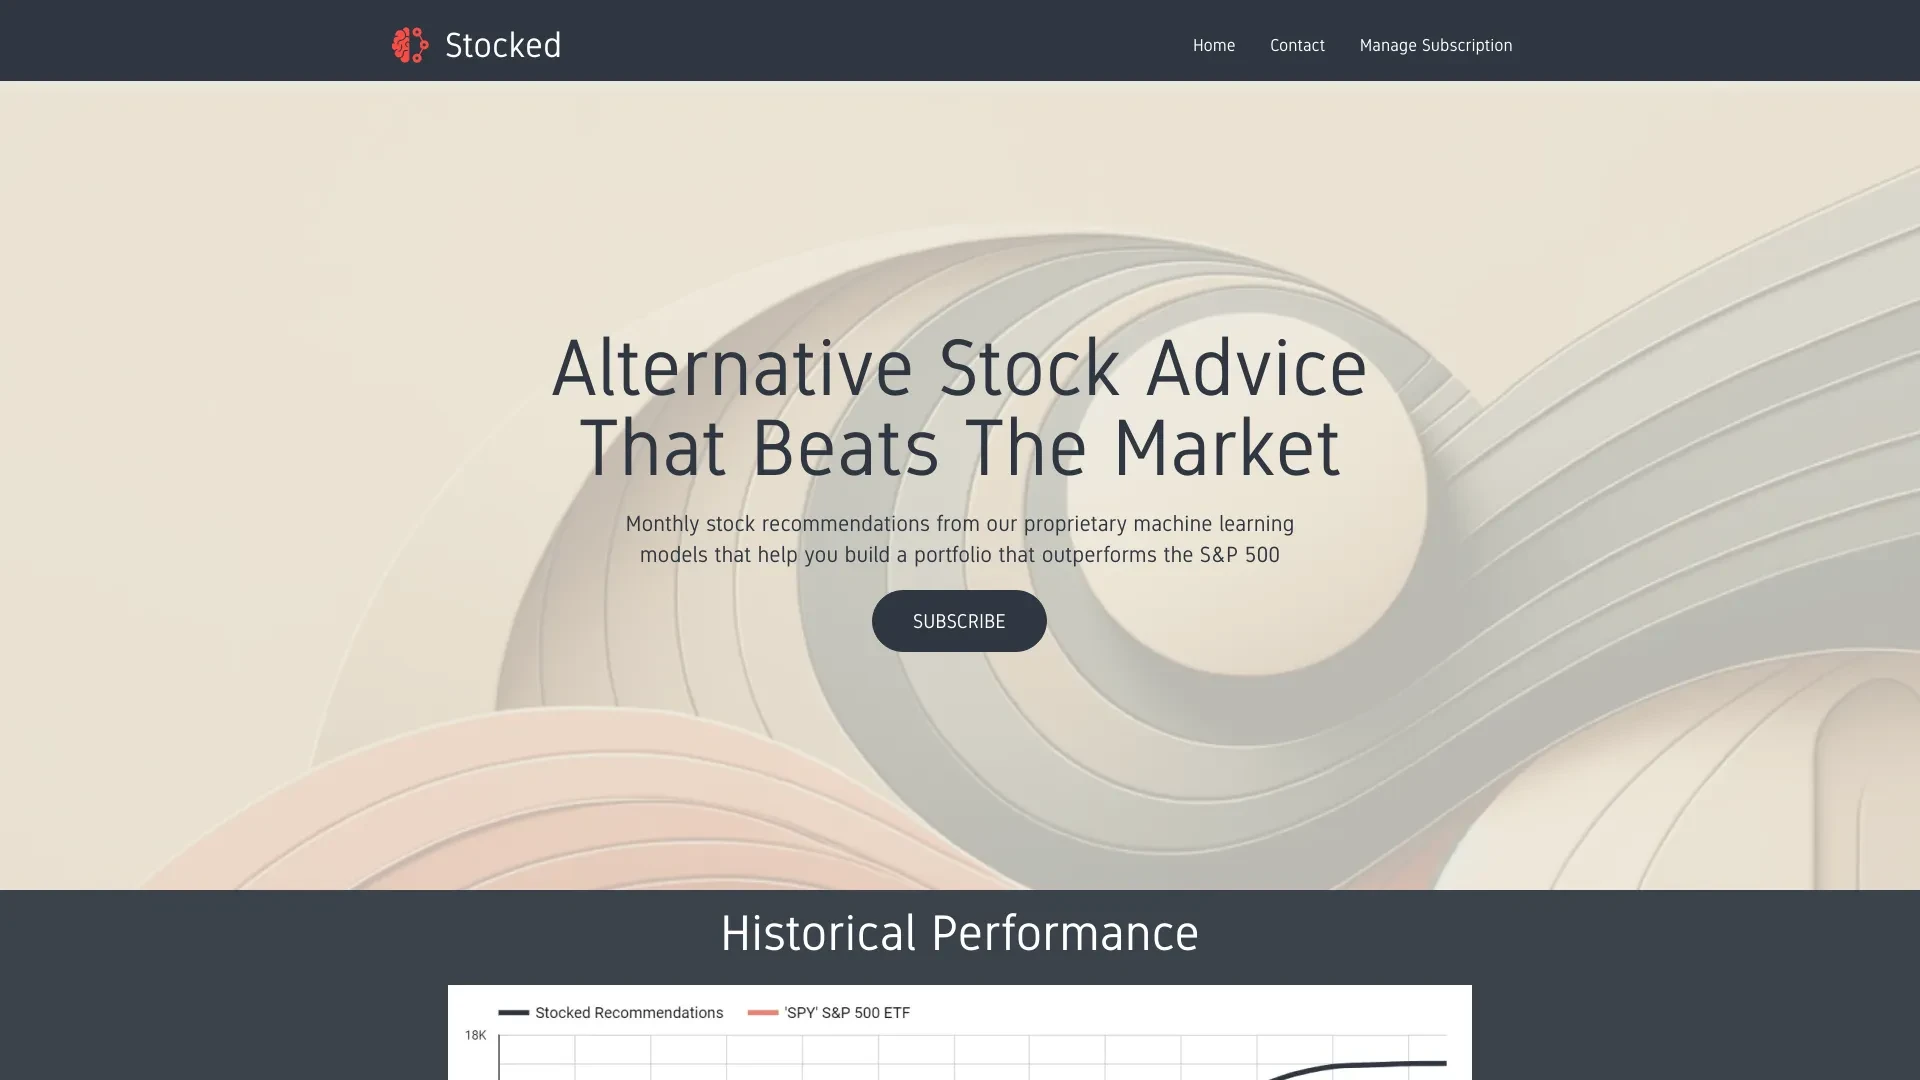 Stocked
Home
Contact
Manage Subscription
Alternative Stock Advice
That Beats The Market
Monthly stock recommendations from our proprietary machine learning
models that help you build a portfolio that outperforms the S&P 500
SUBSCRIBE
Historical Performance
Stocked Recommendations
'SPY' S&P 500 ETF
18K